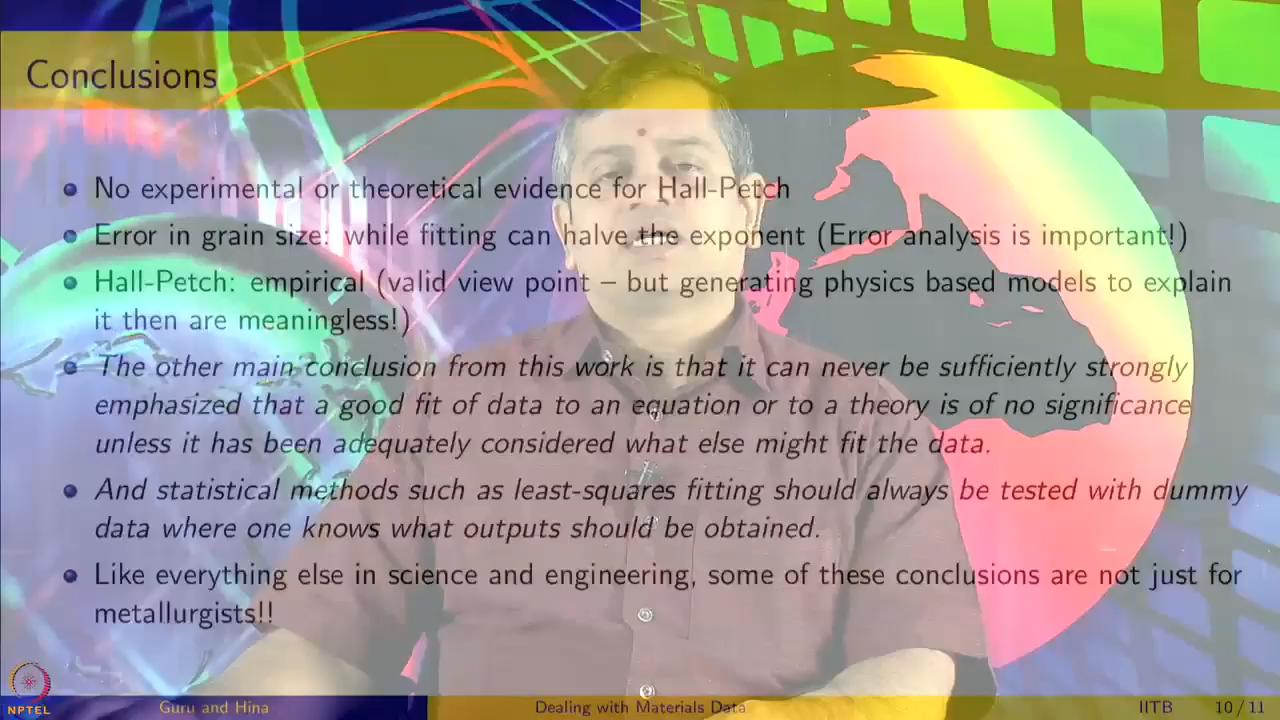 Conclusions
No experimental or theoretical evidence for Hall-Petch
Error in grain size: while fitting can halve the exponent (Error analysis is important!)
Hall-Petch: empirical (valid view point – but generating physics based models to explain
it then are meaningless!)
The other main conclusion from this work is that it can never be sufficiently strongly
emphasized that a good fit of data to an equation or to a theory is of no significance
unless it has been adequately considered what else might fit the data.
And statistical methods such as least-squares fitting should always be tested with dummy
data where one knows what outputs should be obtained.
Like everything else in science and engineering, some of these conclusions are not just for
metallurgists!!
NPTEL
Guru and Hina
Dealing with Materials Data
IITB
10 / 11